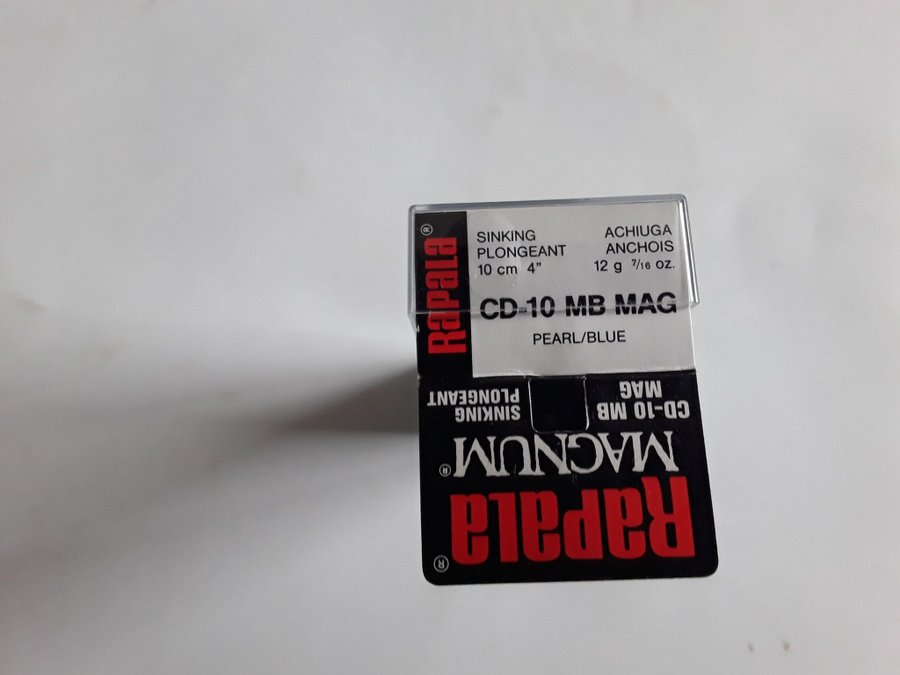 Rapala®
SINKING
PLONGEANT
10 cm 4"
ACHIUGA
ANCHOIS
12 g 7/16 oz.
CD-10 MB MAG
PEARL/BLUE
Rapala®
MAGNUM®
CD-10 MB
MAG
SINKING
PLONGEANT